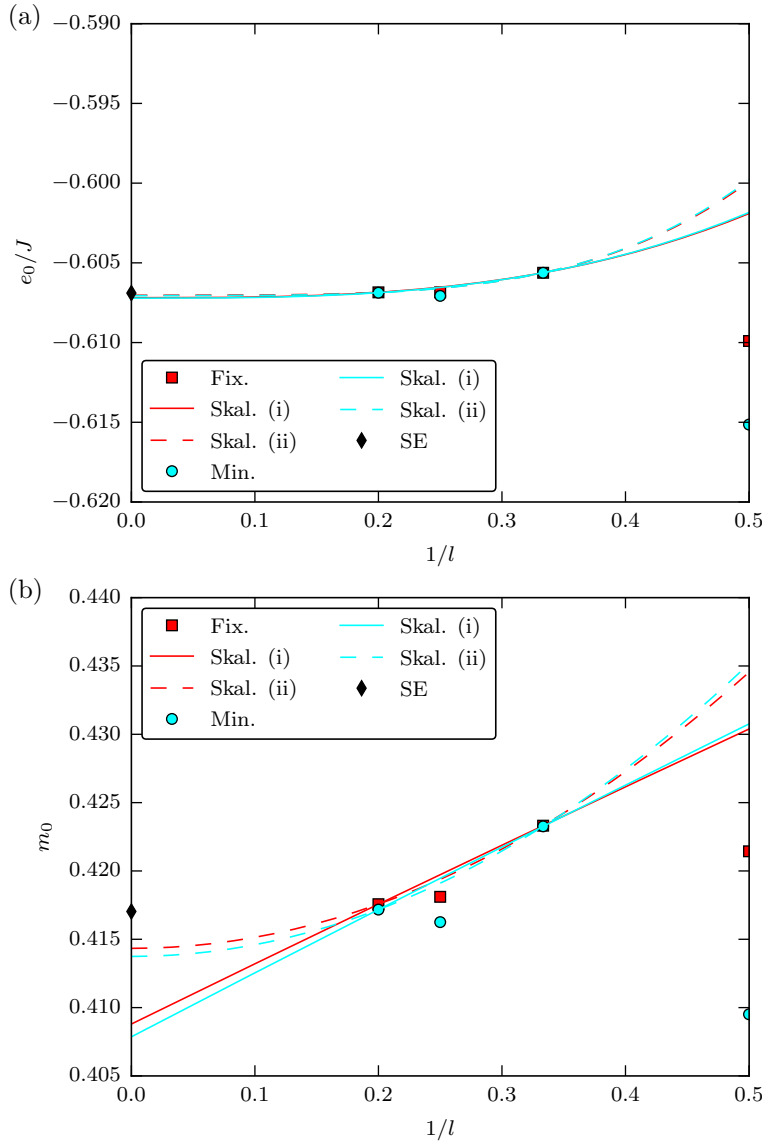 (a)
−0.590
−0.595
−0.600
−0.605
−0.610
−0.615
−0.620
e₀/J
Fix.
Skal. (i)
Skal. (ii)
Min.
Skal. (i)
Skal. (ii)
SE
0.0 0.1 0.2 0.3 0.4 0.5
1/l
(b)
0.440
0.435
0.430
0.425
0.420
0.415
0.410
0.405
m₀
Fix.
Skal. (i)
Skal. (ii)
Min.
Skal. (i)
Skal. (ii)
SE
0.0 0.1 0.2 0.3 0.4 0.5
1/l